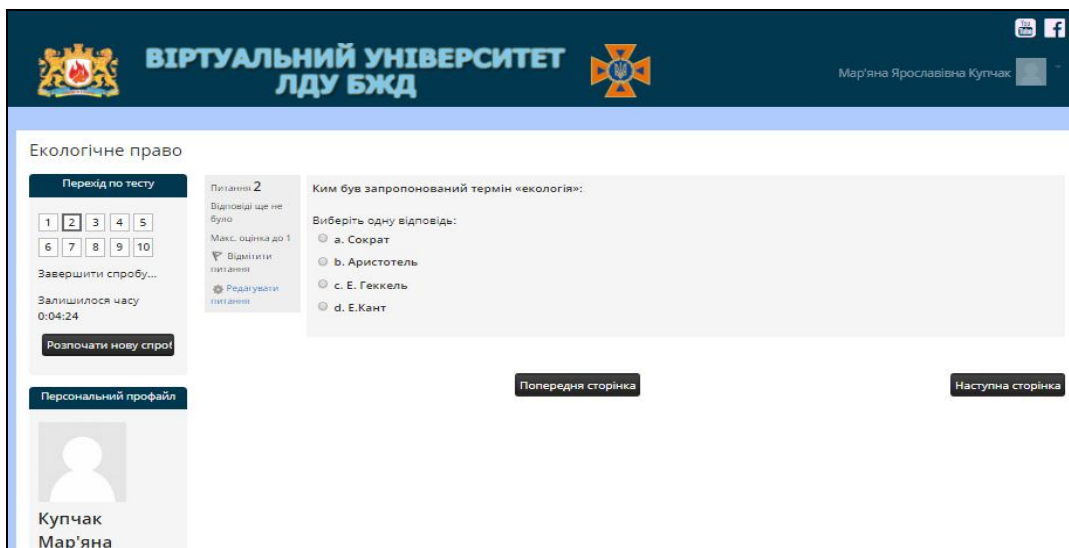 You Tube
ВІРТУАЛЬНИЙ УНІВЕРСИТЕТ
ЛДУ БЖД
Мар'яна Ярославівна Купчак
Екологічне право
Перехід по тесту
1 2 3 4 5
6 7 8 9 10
Завершити спробу...
Залишилося часу
0:04:24
Розпочати нову спроб
Питання 2
Відповіді ще не
було
Макс. оцінка до 1
Відмітити
питання
Редагувати
питання
Ким був запропонований термін «екологія»:
Виберіть одну відповідь:
a. Сократ
b. Аристотель
c. Е. Геккель
d. Е.Кант
Попередня сторінка
Наступна сторінка
Персональний профайл
Купчак
Мар'яна